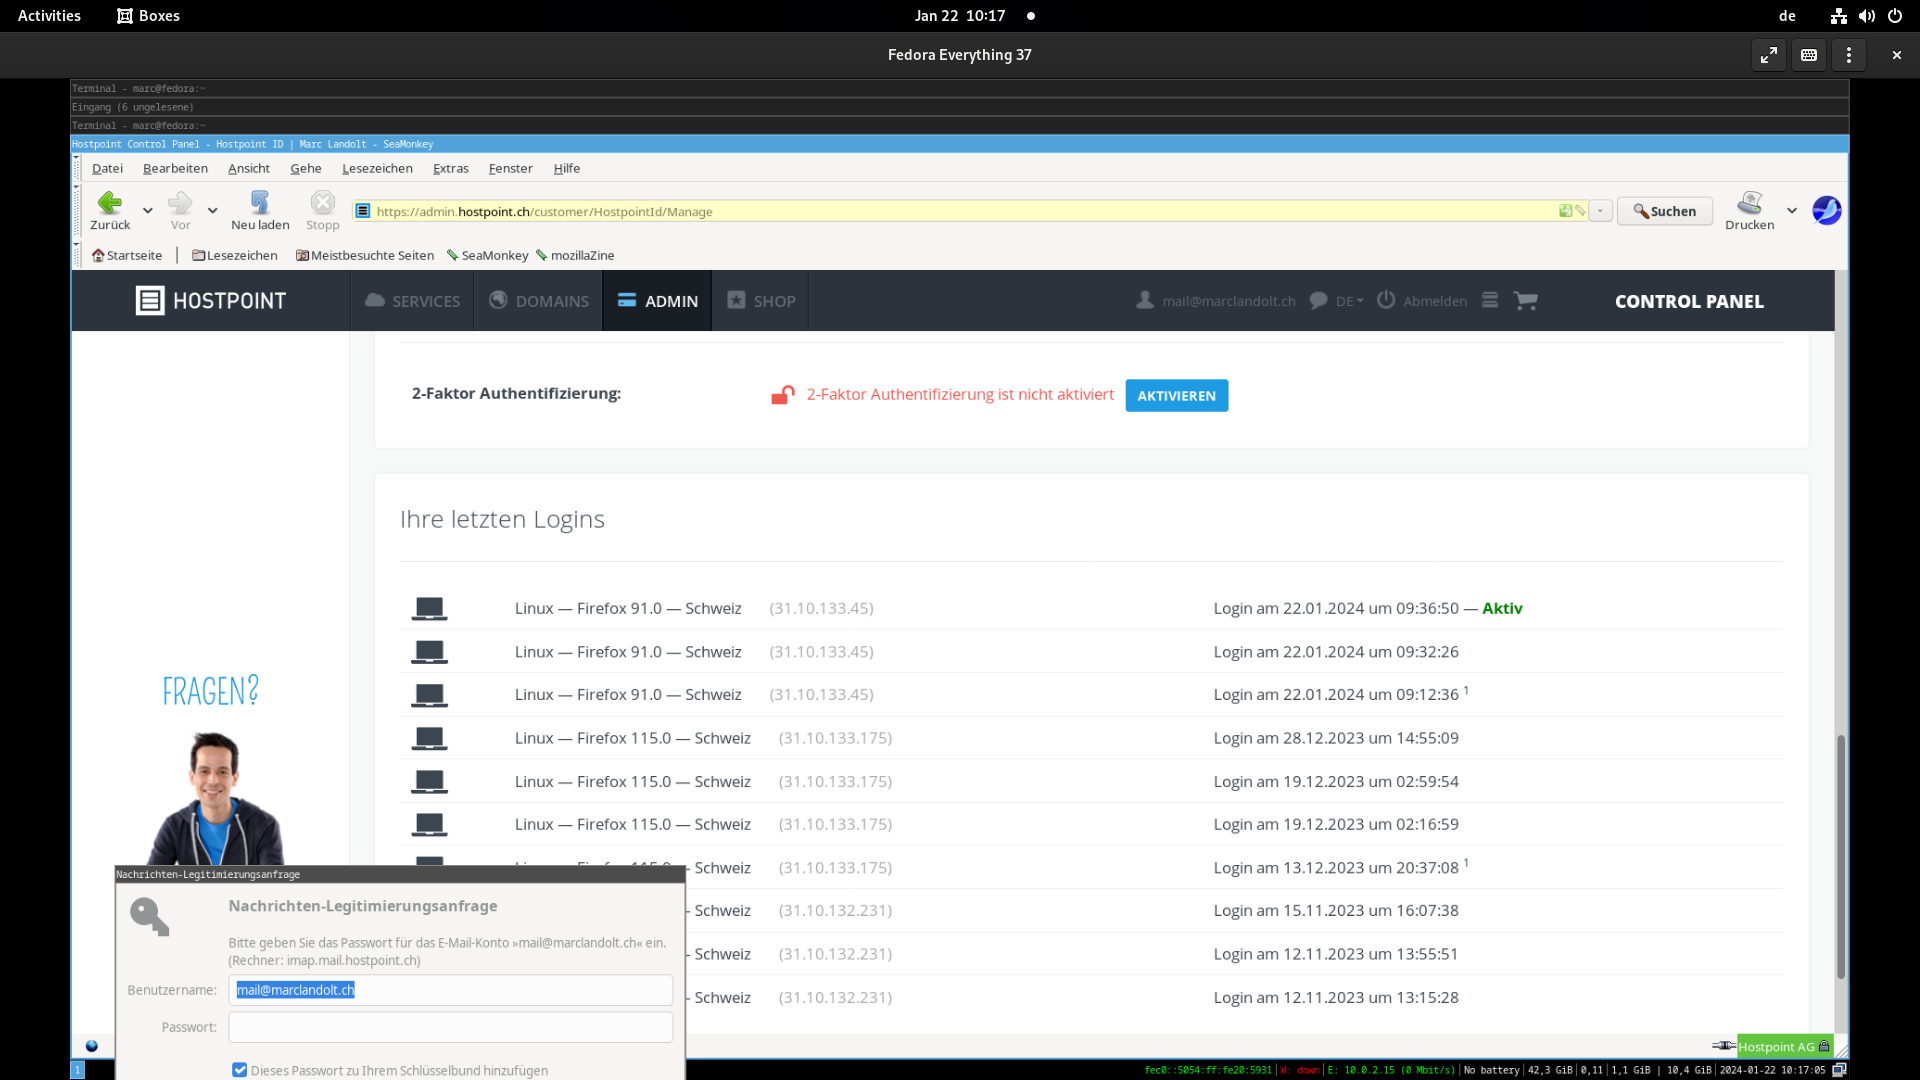 Activities Boxes Jan 22 10:17 de
Fedora Everything 37
Terminal - marc@fedora:~
Eingang (6 ungelesene)
Terminal - marc@fedora:~
Hostpoint Control Panel - Hostpoint ID | Marc Landolt - SeaMonkey
Datei Bearbeiten Ansicht Gehe Lesezeichen Extras Fenster Hilfe
Zurück Vor Neu laden Stopp https://admin.hostpoint.ch/customer/HostpointId/Manage Suchen Drucken
Startseite Lesezeichen Meistbesuchte Seiten SeaMonkey mozillaZine
HOSTPOINT SERVICES DOMAINS ADMIN SHOP mail@marclandolt.ch DE Abmelden CONTROL PANEL
2-Faktor Authentifizierung: 2-Faktor Authentifizierung ist nicht aktiviert AKTIVIEREN
Ihre letzten Logins
Linux — Firefox 91.0 — Schweiz (31.10.133.45) Login am 22.01.2024 um 09:36:50 — Aktiv
Linux — Firefox 91.0 — Schweiz (31.10.133.45) Login am 22.01.2024 um 09:32:26
Linux — Firefox 91.0 — Schweiz (31.10.133.45) Login am 22.01.2024 um 09:12:36 1
Linux — Firefox 115.0 — Schweiz (31.10.133.175) Login am 28.12.2023 um 14:55:09
Linux — Firefox 115.0 — Schweiz (31.10.133.175) Login am 19.12.2023 um 02:59:54
Linux — Firefox 115.0 — Schweiz (31.10.133.175) Login am 19.12.2023 um 02:16:59
Linux — Firefox 115.0 — Schweiz (31.10.133.175) Login am 13.12.2023 um 20:37:08 1
- Schweiz (31.10.132.231) Login am 15.11.2023 um 16:07:38
- Schweiz (31.10.132.231) Login am 12.11.2023 um 13:55:51
- Schweiz (31.10.132.231) Login am 12.11.2023 um 13:15:28
FRAGEN?
Nachrichten-Legitimierungsanfrage
Nachrichten-Legitimierungsanfrage
Bitte geben Sie das Passwort für das E-Mail-Konto »mail@marclandolt.ch« ein.
(Rechner: imap.mail.hostpoint.ch)
Benutzername: mail@marclandolt.ch
Passwort:
Dieses Passwort zu Ihrem Schlüsselbund hinzufügen
Hostpoint AG
1 fec0::5054:ff:fe20:5931 | W: down | E: 10.0.2.15 (0 Mbit/s) | No battery | 42,3 GiB | 0,11 | 1,1 GiB | 10,4 GiB | 2024-01-22 10:17:05